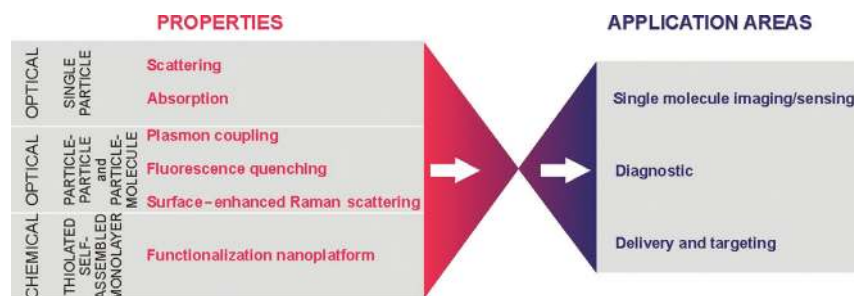 PROPERTIES
APPLICATION AREAS
OPTICAL
SINGLE
PARTICLE
Scattering
Absorption
OPTICAL
PARTICLE-
PARTICLE
and
PARTICLE-
MOLECULE
Plasmon coupling
Fluorescence quenching
Surface–enhanced Raman scattering
CHEMICAL
THIOLATED
SELF-
ASSEMBLED
MONOLAYER
Functionalization nanoplatform
Single molecule imaging/sensing
Diagnostic
Delivery and targeting